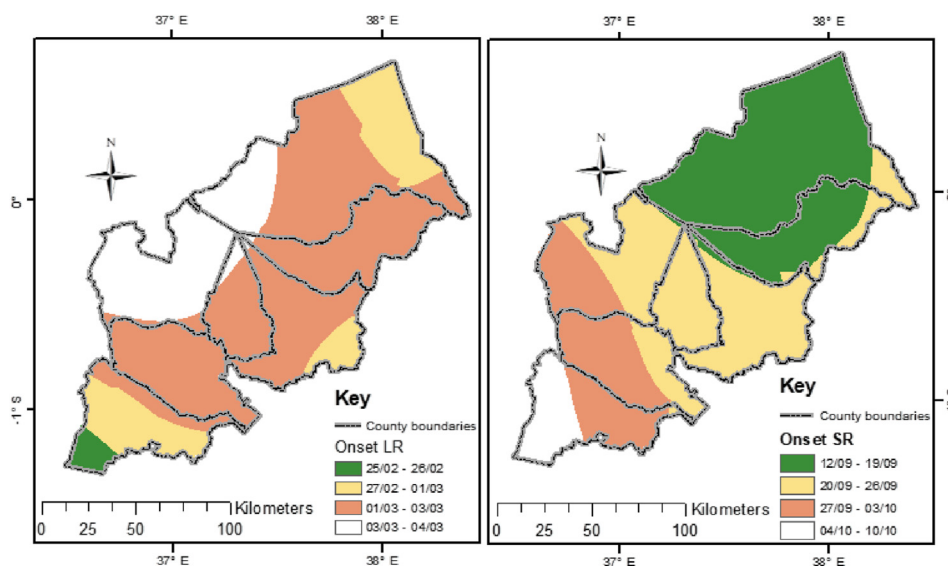 37° E 38° E
N
0°
-1° S
Key
County boundaries
Onset LR
25/02 - 26/02
27/02 - 01/03
01/03 - 03/03
03/03 - 04/03
Kilometers
0 25 50 100
37° E 38° E
37° E 38° E
N
Key
County boundaries
Onset SR
12/09 - 19/09
20/09 - 26/09
27/09 - 03/10
04/10 - 10/10
Kilometers
0 25 50 100
37° E 38° E